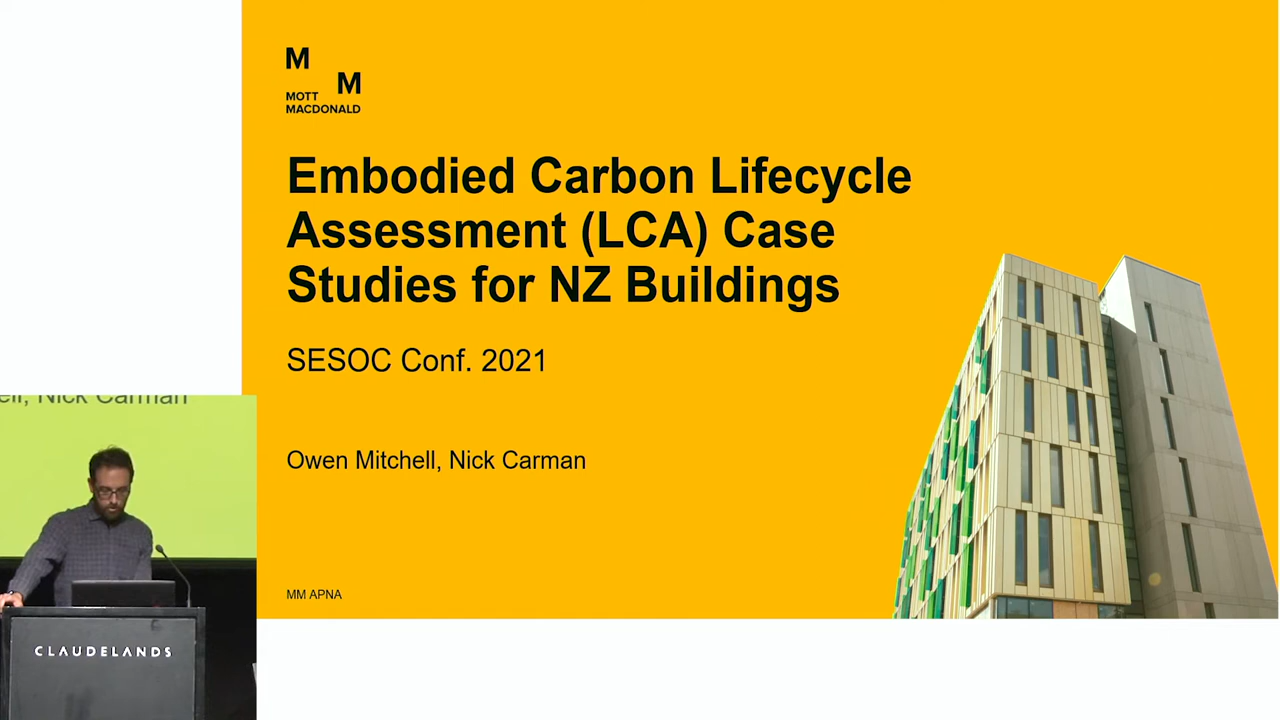 M
M
MOTT
MACDONALD
Embodied Carbon Lifecycle
Assessment (LCA) Case
Studies for NZ Buildings
SESOC Conf. 2021
Owen Mitchell, Nick Carman
MM APNA
ell, Nick Carman
CLAUDELANDS